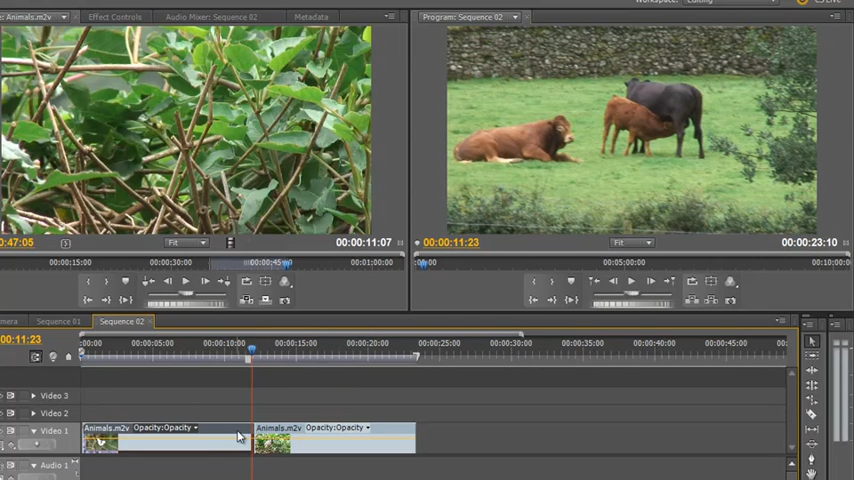 Workspace: Editing CS Live
e: Animals.m2v
Effect Controls
Audio Mixer: Sequence 02
Metadata
Program: Sequence 02
0:47:05
Fit
00:00:11:07
00:00:11:23
Fit
00:00:23:10
00:00:15:00
00:00:30:00
00:00:45:0
00:01:00:00
00:00
00:05:00:00
00:10:00:0
mera
Sequence 01
Sequence 02
00:00:11:23
:00:00
00:00:05:00
00:00:10:0
00:00:15:00
00:00:20:00
00:00:25:00
00:00:30:00
00:00:35:00
00:00:40:00
00:00:45:00
00:
Video 3
Video 2
Video 1
Animals.m2v Opacity:Opacity
Animals.m2v Opacity:Opacity
Audio 1